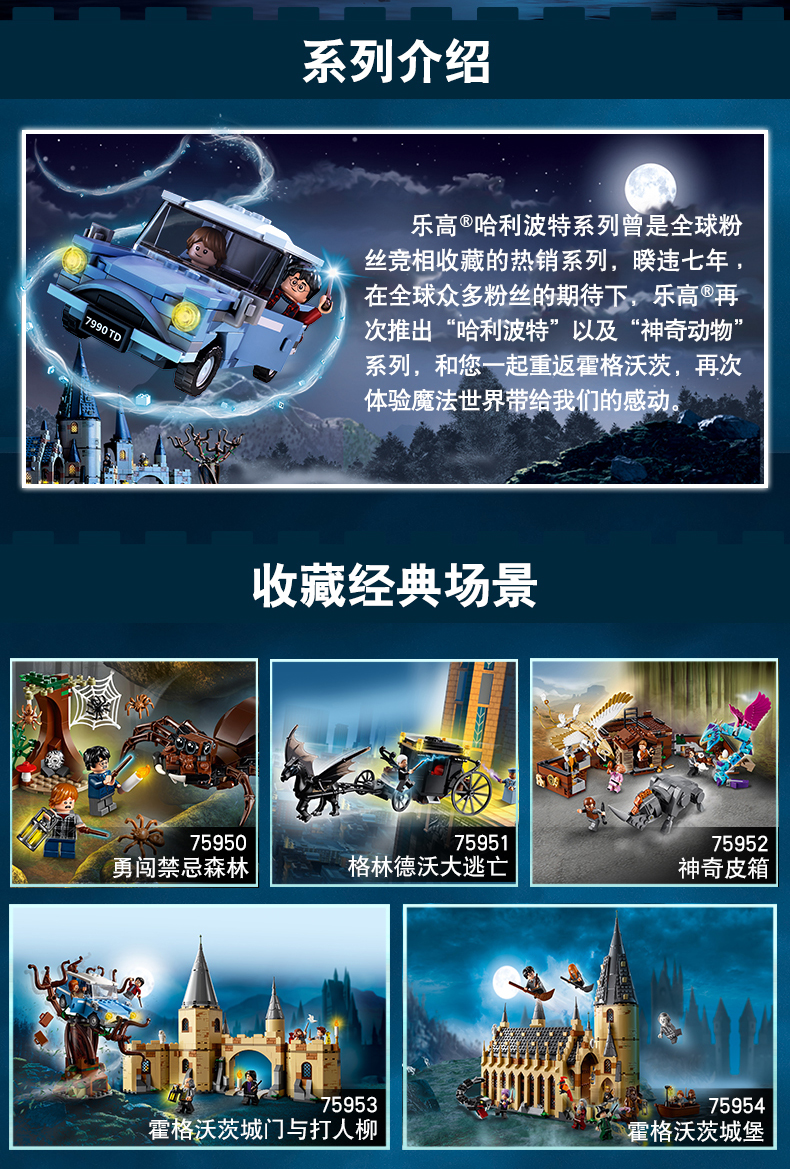 系列介绍
乐高®哈利波特系列曾是全球粉
丝竞相收藏的热销系列，暌违七年，
在全球众多粉丝的期待下，乐高®再
次推出“哈利波特”以及“神奇动物”
系列，和您一起重返霍格沃茨，再次
体验魔法世界带给我们的感动。
7990 TD
收藏经典场景
75950
勇闯禁忌森林
75951
格林德沃大逃亡
75952
神奇皮箱
75953
霍格沃茨城门与打人柳
75954
霍格沃茨城堡